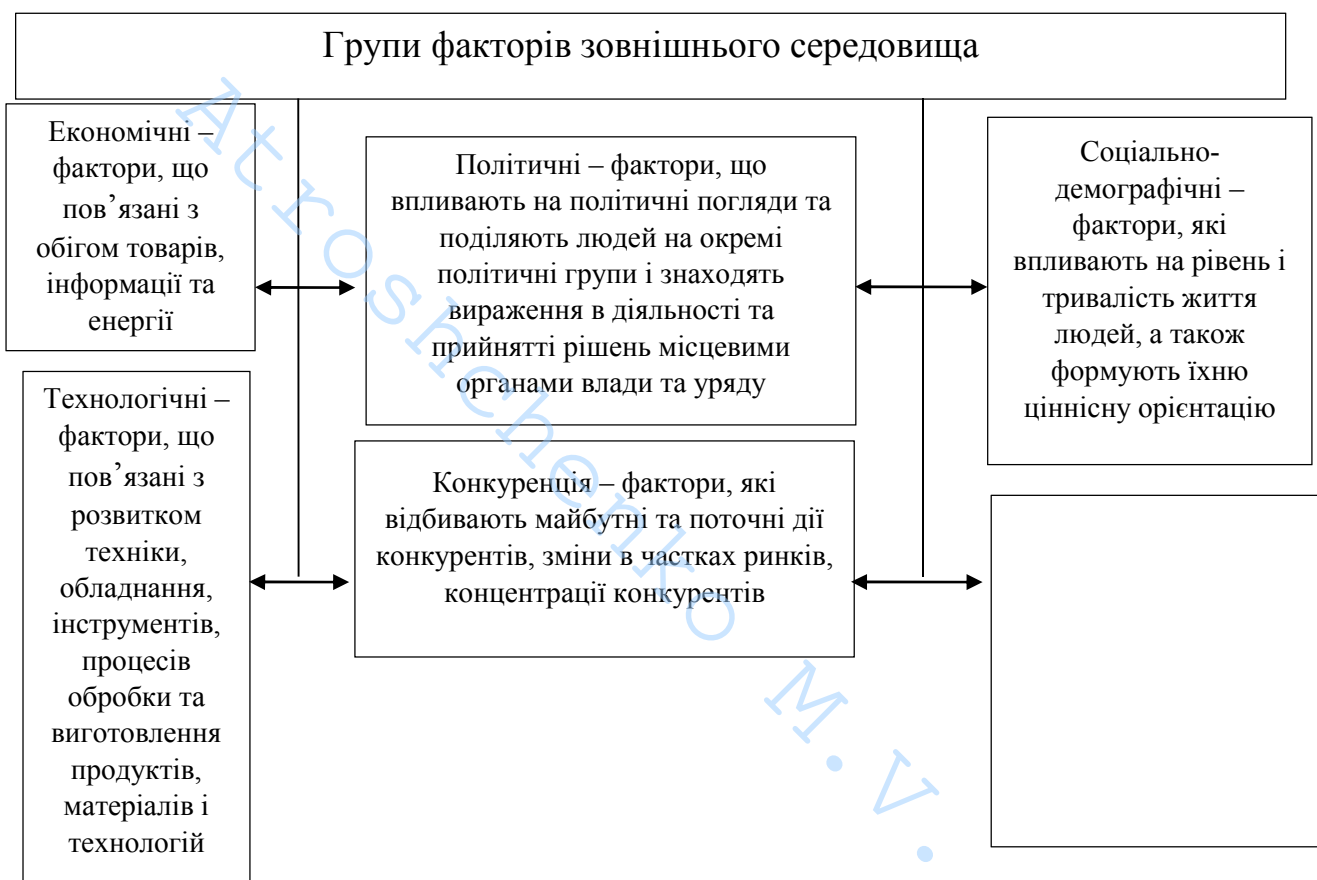 Групи факторів зовнішнього середовища
Економічні –
фактори, що
пов’язані з
обігом товарів,
інформації та
енергії
Політичні – фактори, що
впливають на політичні погляди та
поділяють людей на окремі
політичні групи і знаходять
вираження в діяльності та
прийнятті рішень місцевими
органами влади та уряду
Соціально-
демографічні –
фактори, які
впливають на рівень і
тривалість життя
людей, а також
формують їхню
ціннісну орієнтацію
Технологічні –
фактори, що
пов’язані з
розвитком
техніки,
обладнання,
інструментів,
процесів
обробки та
виготовлення
продуктів,
матеріалів і
технологій
Конкуренція – фактори, які
відбивають майбутні та поточні дії
конкурентів, зміни в частках ринків,
концентрації конкурентів
Atroshchenko M.V.